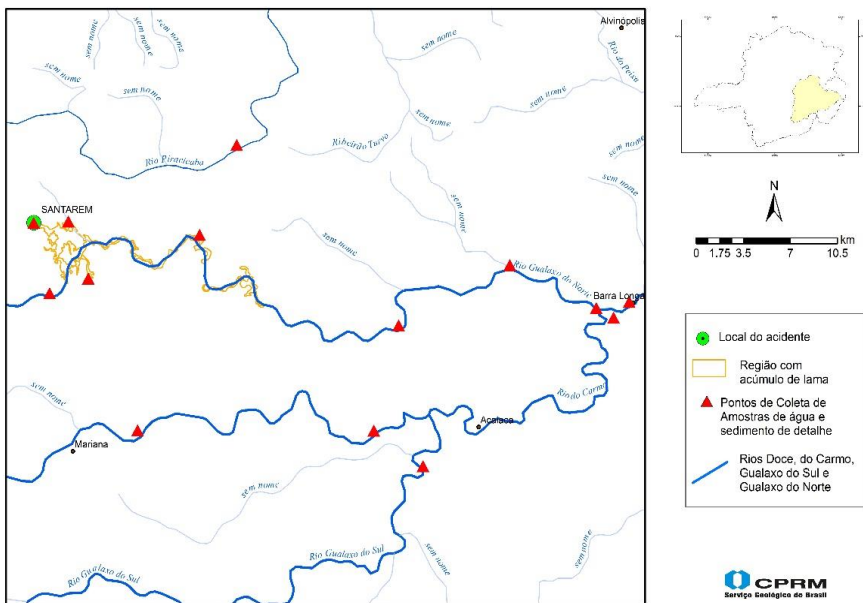 Alvinópolis
sem nome
sem nome
sem nome
sem nome
Rio do Peixe
sem nome
sem nome
sem nome
sem nome
Ribeirão Turvo
Rio Piracicaba
sem nome
sem nome
SANTAREM
sem nome
Rio Gualaxo do Norte
Barra Longa
Rio do Carmo
sem nome
Acaiaca
Mariana
sem nome
sem nome
Rio Gualaxo do Sul
Rio Gualaxo do Sul
sem nome
N
km
0 1.75 3.5 7 10.5
Local do acidente
Região com
acúmulo de lama
Pontos de Coleta de
Amostras de água e
sedimento de detalhe
Rios Doce, do Carmo,
Gualaxo do Sul e
Gualaxo do Norte
CPRM
Serviço Geológico do Brasil